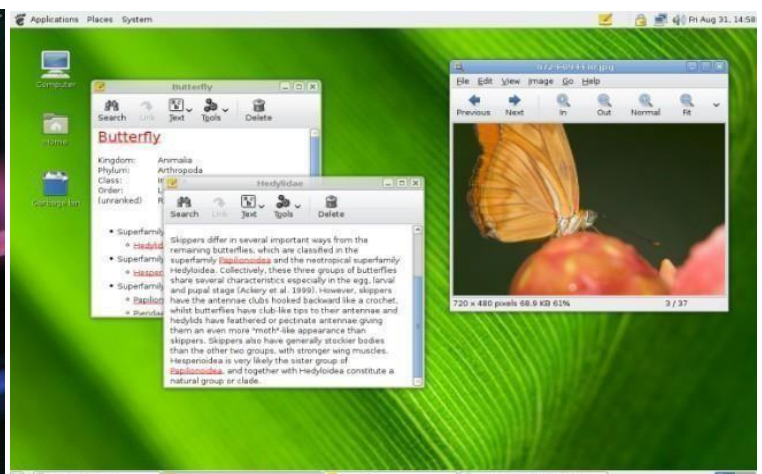 Applications Places System
Fri Aug 31, 14:58
Computer
Home
Garbage bin
Butterfly
Search Link Text Tools Delete
Butterfly
Kingdom: Animalia
Phylum: Arthropoda
Class:
Order:
(unranked)
• Superfamily
• Superfamily
• Superfamily
Hedylidae
Search Link Text Tools Delete
Skippers differ in several important ways from the
remaining butterflies, which are classified in the
superfamily Papilionoidea and the neotropical superfamily
Hedyloidea. Collectively, these three groups of butterflies
share several characteristics especially in the egg, larval
and pupal stage (Ackery et al. 1999). However, skippers
have the antennae clubs hooked backward like a crochet,
whilst butterflies have club-like tips to their antennae and
hedylids have feathered or pectinate antennae giving
them an even more "moth"-like appearance than
skippers. Skippers also have generally stockier bodies
than the other two groups, with stronger wing muscles.
Hesperioidea is very likely the sister group of
Papilionoidea, and together with Hedyloidea constitute a
natural group or clade.
File Edit View Image Go Help
Previous Next In Out Normal Fit
720 x 480 pixels 68.9 KB 61%
3 / 37